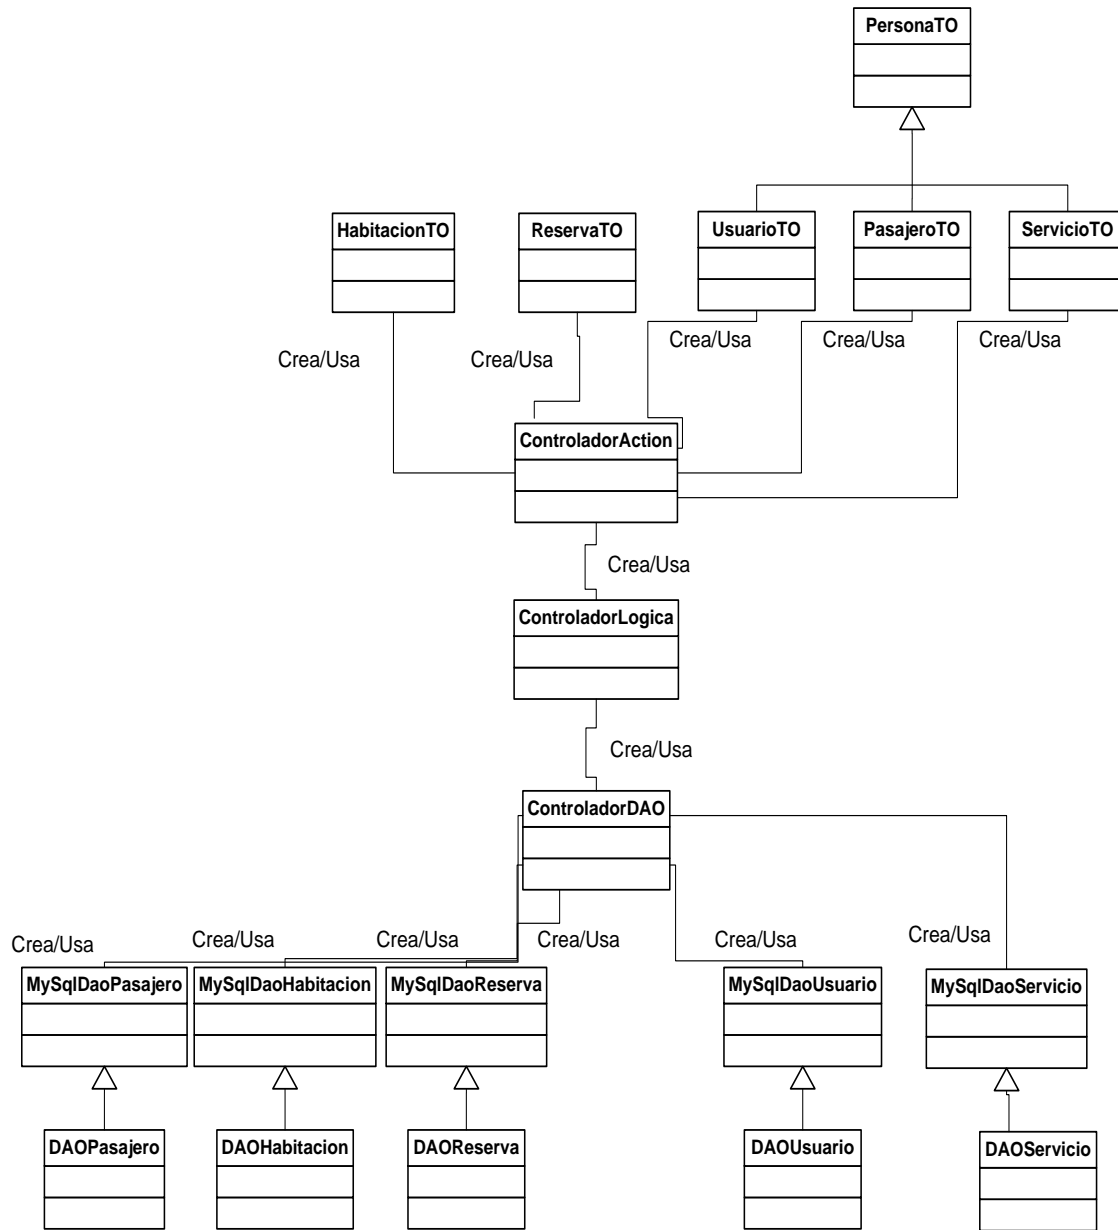 PersonaTO
HabitacionTO
ReservaTO
UsuarioTO
PasajeroTO
ServicioTO
Crea/Usa
Crea/Usa
Crea/Usa
Crea/Usa
Crea/Usa
ControladorAction
Crea/Usa
ControladorLogica
Crea/Usa
ControladorDAO
Crea/Usa
Crea/Usa
Crea/Usa
Crea/Usa
Crea/Usa
Crea/Usa
MySqlDaoPasajero
MySqlDaoHabitacion
MySqlDaoReserva
MySqlDaoUsuario
MySqlDaoServicio
DAOPasajero
DAOHabitacion
DAOReserva
DAOUsuario
DAOServicio